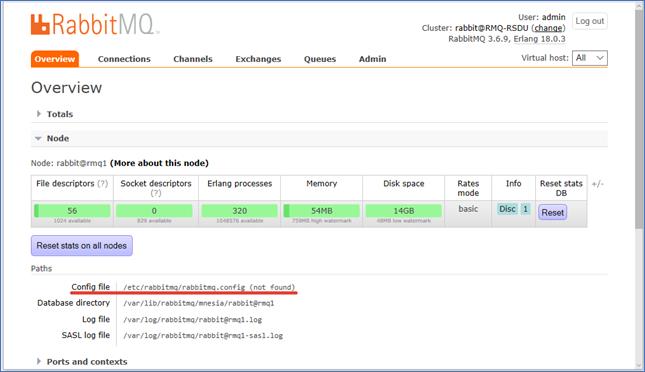 RabbitMQ
User: admin
Cluster: rabbit@RMQ-RSDU (change)
RabbitMQ 3.6.9, Erlang 18.0.3
Log out
Overview Connections Channels Exchanges Queues Admin
Virtual host: All
Overview
Totals
Node
Node: rabbit@rmq1 (More about this node)
File descriptors (?) Socket descriptors (?) Erlang processes Memory Disk space Rates mode Info Reset stats DB +/-
56 0 320 54MB 14GB basic Disc 1 Reset
1024 available 829 available 1048576 available 759MB high watermark 48MB low watermark
Reset stats on all nodes
Paths
Config file /etc/rabbitmq/rabbitmq.config (not found)
Database directory /var/lib/rabbitmq/mnesia/rabbit@rmq1
Log file /var/log/rabbitmq/rabbit@rmq1.log
SASL log file /var/log/rabbitmq/rabbit@rmq1-sasl.log
Ports and contexts